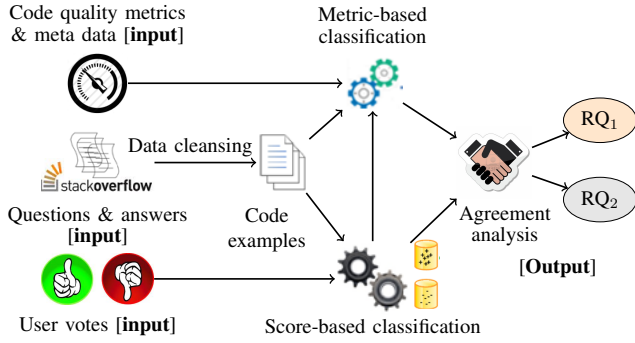 Code quality metrics
& meta data [input]
Metric-based
classification
Data cleansing
stackoverflow
Questions & answers
[input]
Code
examples
Agreement
analysis
RQ1
RQ2
[Output]
User votes [input]
Score-based classification